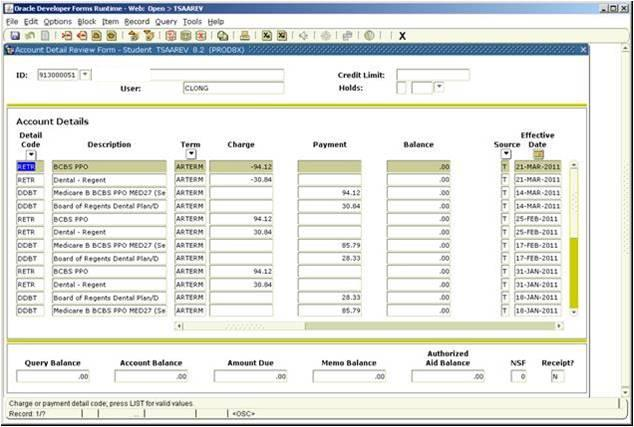 Oracle Developer Forms Runtime - Web: Open > TSAAREV
File Edit Options Block Item Record Query Tools Help
X
Account Detail Review Form - Student TSAAREV 8.2 (PROD8X)
ID: 913000051 Credit Limit:
User: CLONG Holds:
Account Details
Detail Code Description Term Charge Payment Balance Source Effective Date
RETR BCBS PPO ARTERM -94.12 .00 T 21-MAR-2011
RETR Dental - Regent ARTERM -30.84 .00 T 21-MAR-2011
DDBT Medicare B BCBS PPO MED27 (Se ARTERM 94.12 .00 T 14-MAR-2011
DDBT Board of Regents Dental Plan/D ARTERM 30.84 .00 T 14-MAR-2011
RETR BCBS PPO ARTERM 94.12 .00 T 25-FEB-2011
RETR Dental - Regent ARTERM 30.84 .00 T 25-FEB-2011
DDBT Medicare B BCBS PPO MED27 (Se ARTERM 85.79 .00 T 17-FEB-2011
DDBT Board of Regents Dental Plan/D ARTERM 28.33 .00 T 17-FEB-2011
RETR BCBS PPO ARTERM 94.12 .00 T 31-JAN-2011
RETR Dental - Regent ARTERM 30.84 .00 T 31-JAN-2011
DDBT Board of Regents Dental Plan/D ARTERM 28.33 .00 T 18-JAN-2011
DDBT Medicare B BCBS PPO MED27 (Se ARTERM 85.79 .00 T 18-JAN-2011
Query Balance Account Balance Amount Due Memo Balance Authorized Aid Balance NSF Receipt?
.00 .00 .00 .00 .00 0 N
Charge or payment detail code; press LIST for valid values.
Record: 1/? ... <OSC>